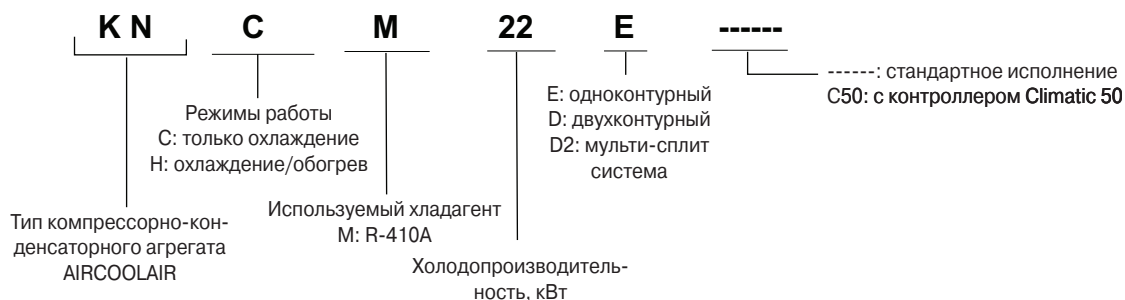 KN C M 22 E ------
------: стандартное исполнение
C50: с контроллером Climatic 50
E: одноконтурный
D: двухконтурный
D2: мульти-сплит
система
Режимы работы
C: только охлаждение
H: охлаждение/обогрев
Используемый хладагент
M: R-410A
Тип компрессорно-кон-
денсаторного агрегата
AIRCOOLAIR
Холодопроизводитель-
ность, кВт